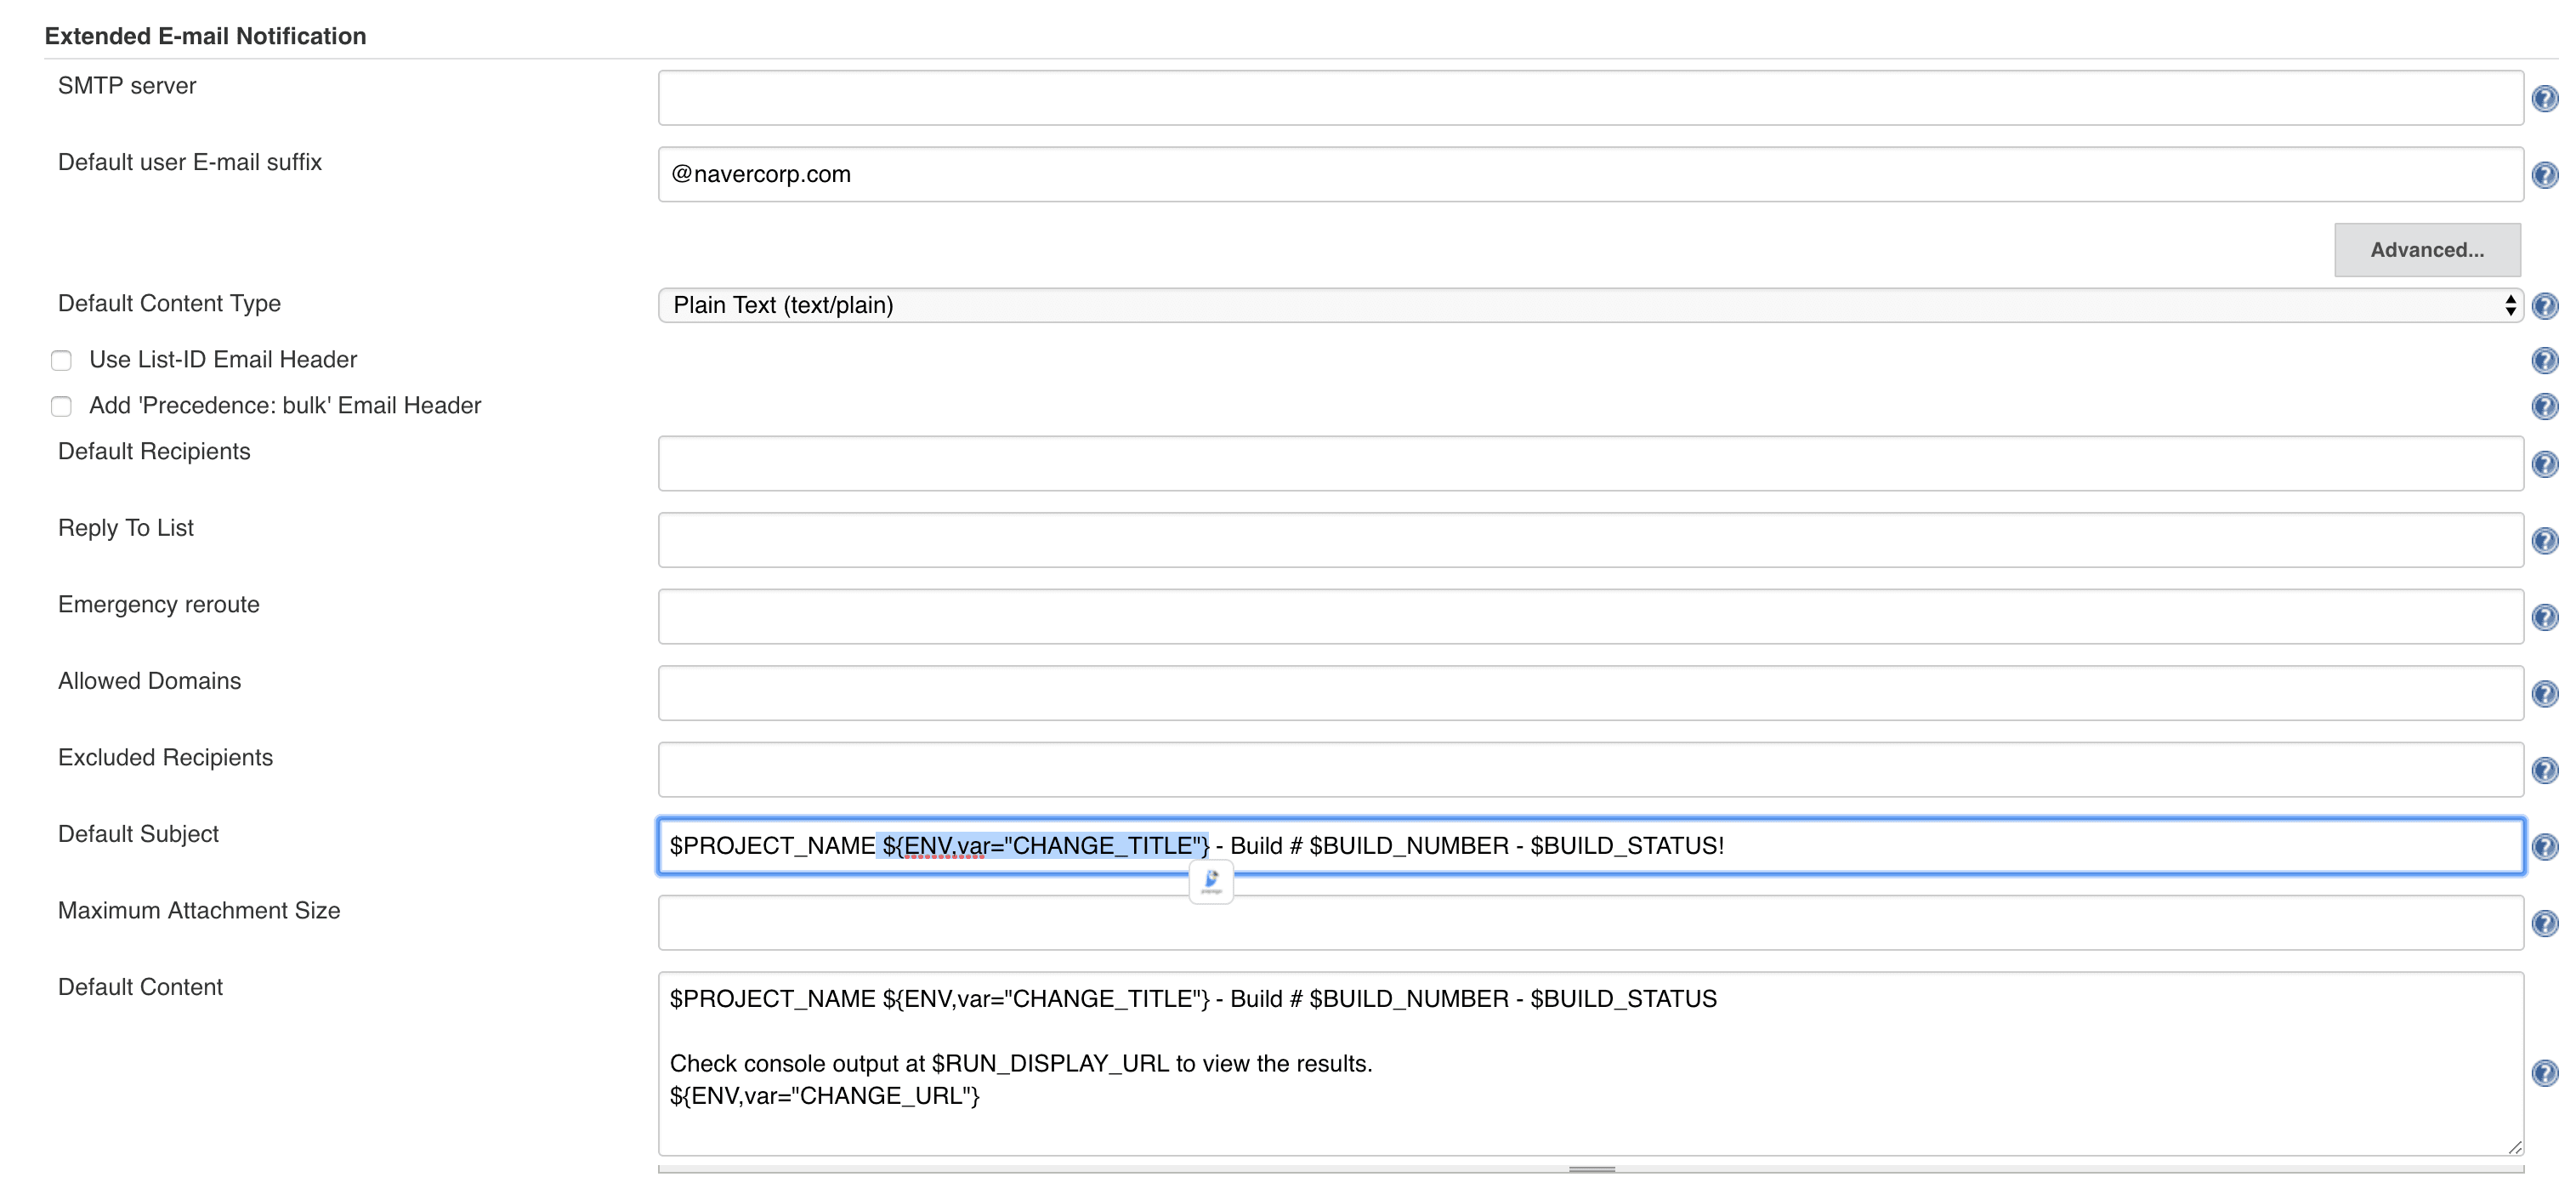 Extended E-mail Notification
SMTP server
Default user E-mail suffix
@navercorp.com
Advanced...
Default Content Type
Plain Text (text/plain)
Use List-ID Email Header
Add 'Precedence: bulk' Email Header
Default Recipients
Reply To List
Emergency reroute
Allowed Domains
Excluded Recipients
Default Subject
$PROJECT_NAME ${ENV,var="CHANGE_TITLE"} - Build # $BUILD_NUMBER - $BUILD_STATUS!
Maximum Attachment Size
Default Content
$PROJECT_NAME ${ENV,var="CHANGE_TITLE"} - Build # $BUILD_NUMBER - $BUILD_STATUS
Check console output at $RUN_DISPLAY_URL to view the results.
${ENV,var="CHANGE_URL"}